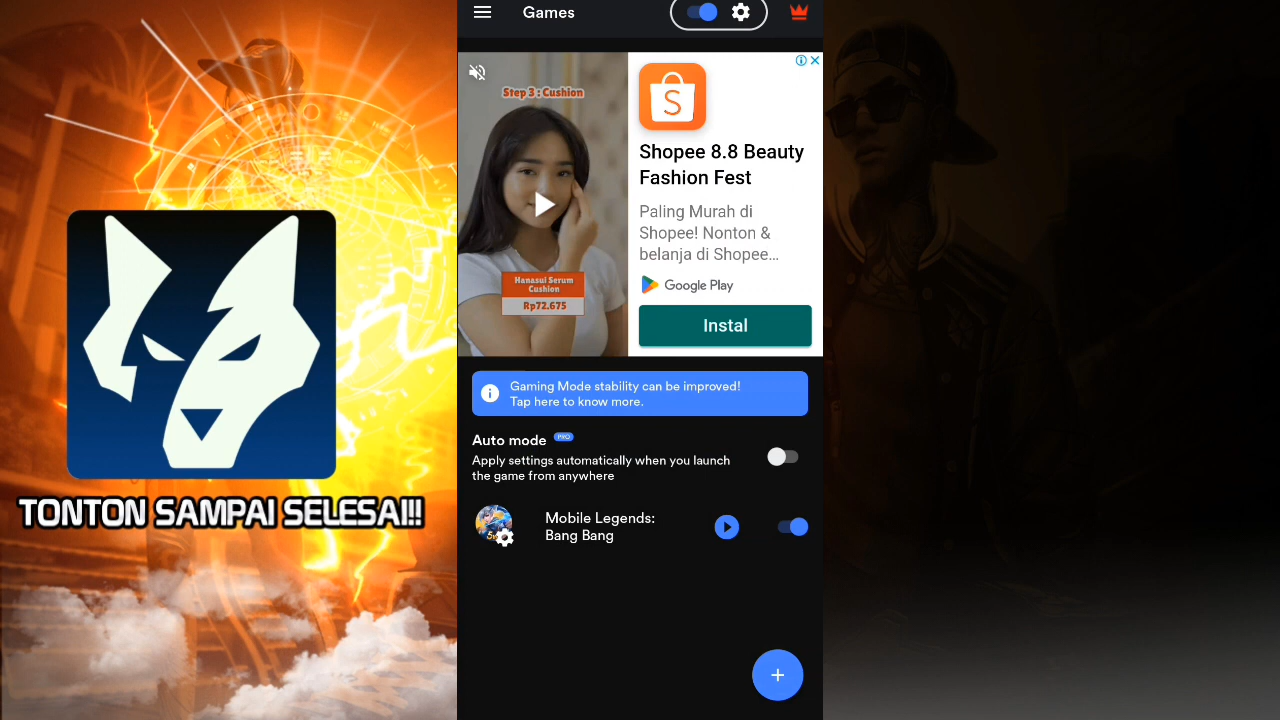 TONTON SAMPAI SELESAI!!
Games
Step 3 : Cushion
Hanasui Serum
Cushion
Rp72.675
S
Shopee 8.8 Beauty
Fashion Fest
Paling Murah di
Shopee! Nonton &
belanja di Shopee...
Google Play
Instal
Gaming Mode stability can be improved!
Tap here to know more.
Auto mode PRO
Apply settings automatically when you launch
the game from anywhere
Mobile Legends:
Bang Bang